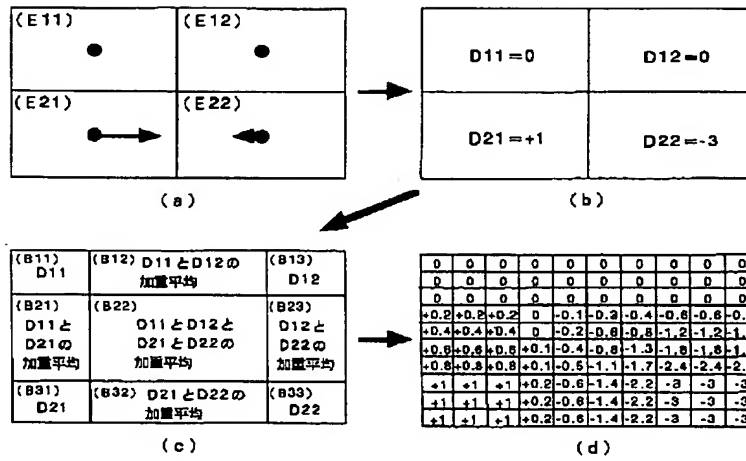 (E11) (E12)
(E21) (E22)
(a)
D11=0 D12=0
D21=+1 D22=-3
(b)
(B11) D11
(B12) D11とD12の
加重平均
(B13) D12
(B21)
D11と
D21の
加重平均
(B22)
D11とD12と
D21とD22の
加重平均
(B23)
D12と
D22の
加重平均
(B31) D21
(B32) D21とD22の
加重平均
(B33) D22
(c)
0 0 0 0 0 0 0 0 0 0
0 0 0 0 0 0 0 0 0 0
0 0 0 0 0 0 0 0 0 0
+0.2 +0.2 +0.2 0 -0.1 -0.3 -0.4 -0.6 -0.6
+0.4 +0.4 +0.4 0 -0.2 -0.8 -1.2 -1.2
+0.6 +0.6 +0.6 +0.1 -0.4 -0.8 -1.3 -1.8 -1.8
+0.8 +0.8 +0.8 +0.1 -0.5 -1.1 -1.7 -2.4 -2.4
+1 +1 +1 +0.2 -0.6 -1.4 -2.2 -3 -3 -3
+1 +1 +1 +0.2 -0.6 -1.4 -2.2 -3 -3 -3
+1 +1 +1 +0.2 -0.6 -1.4 -2.2 -3 -3 -3
(d)